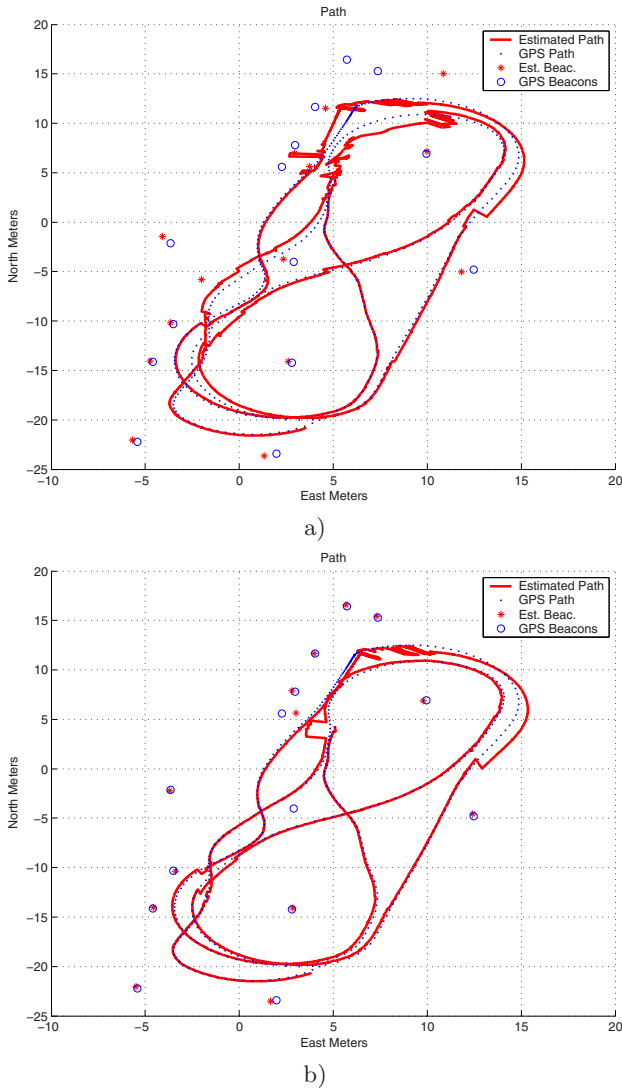 Path
20
15
10
5
0
−5
−10
−15
−20
−25
North Meters
Estimated Path
GPS Path
Est. Beac.
GPS Beacons
−10 −5 0 5 10 15 20
East Meters
a)
Path
20
15
10
5
0
−5
−10
−15
−20
−25
North Meters
Estimated Path
GPS Path
Est. Beac.
GPS Beacons
−10 −5 0 5 10 15 20
East Meters
b)